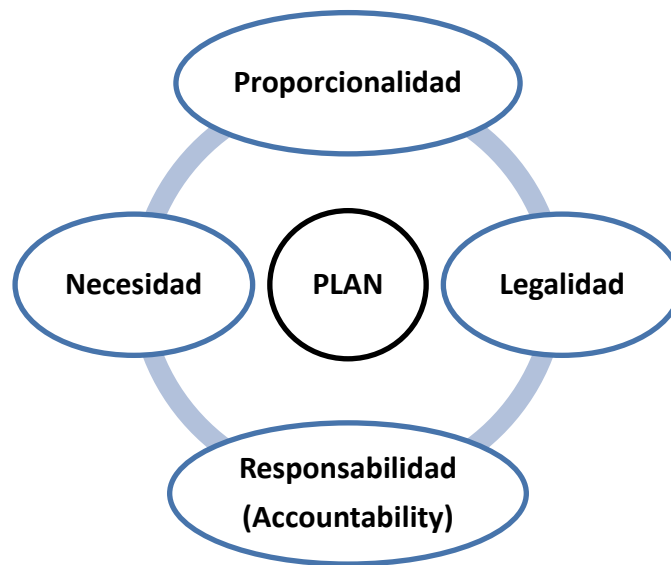 Proporcionalidad
Necesidad
PLAN
Legalidad
Responsabilidad
(Accountability)